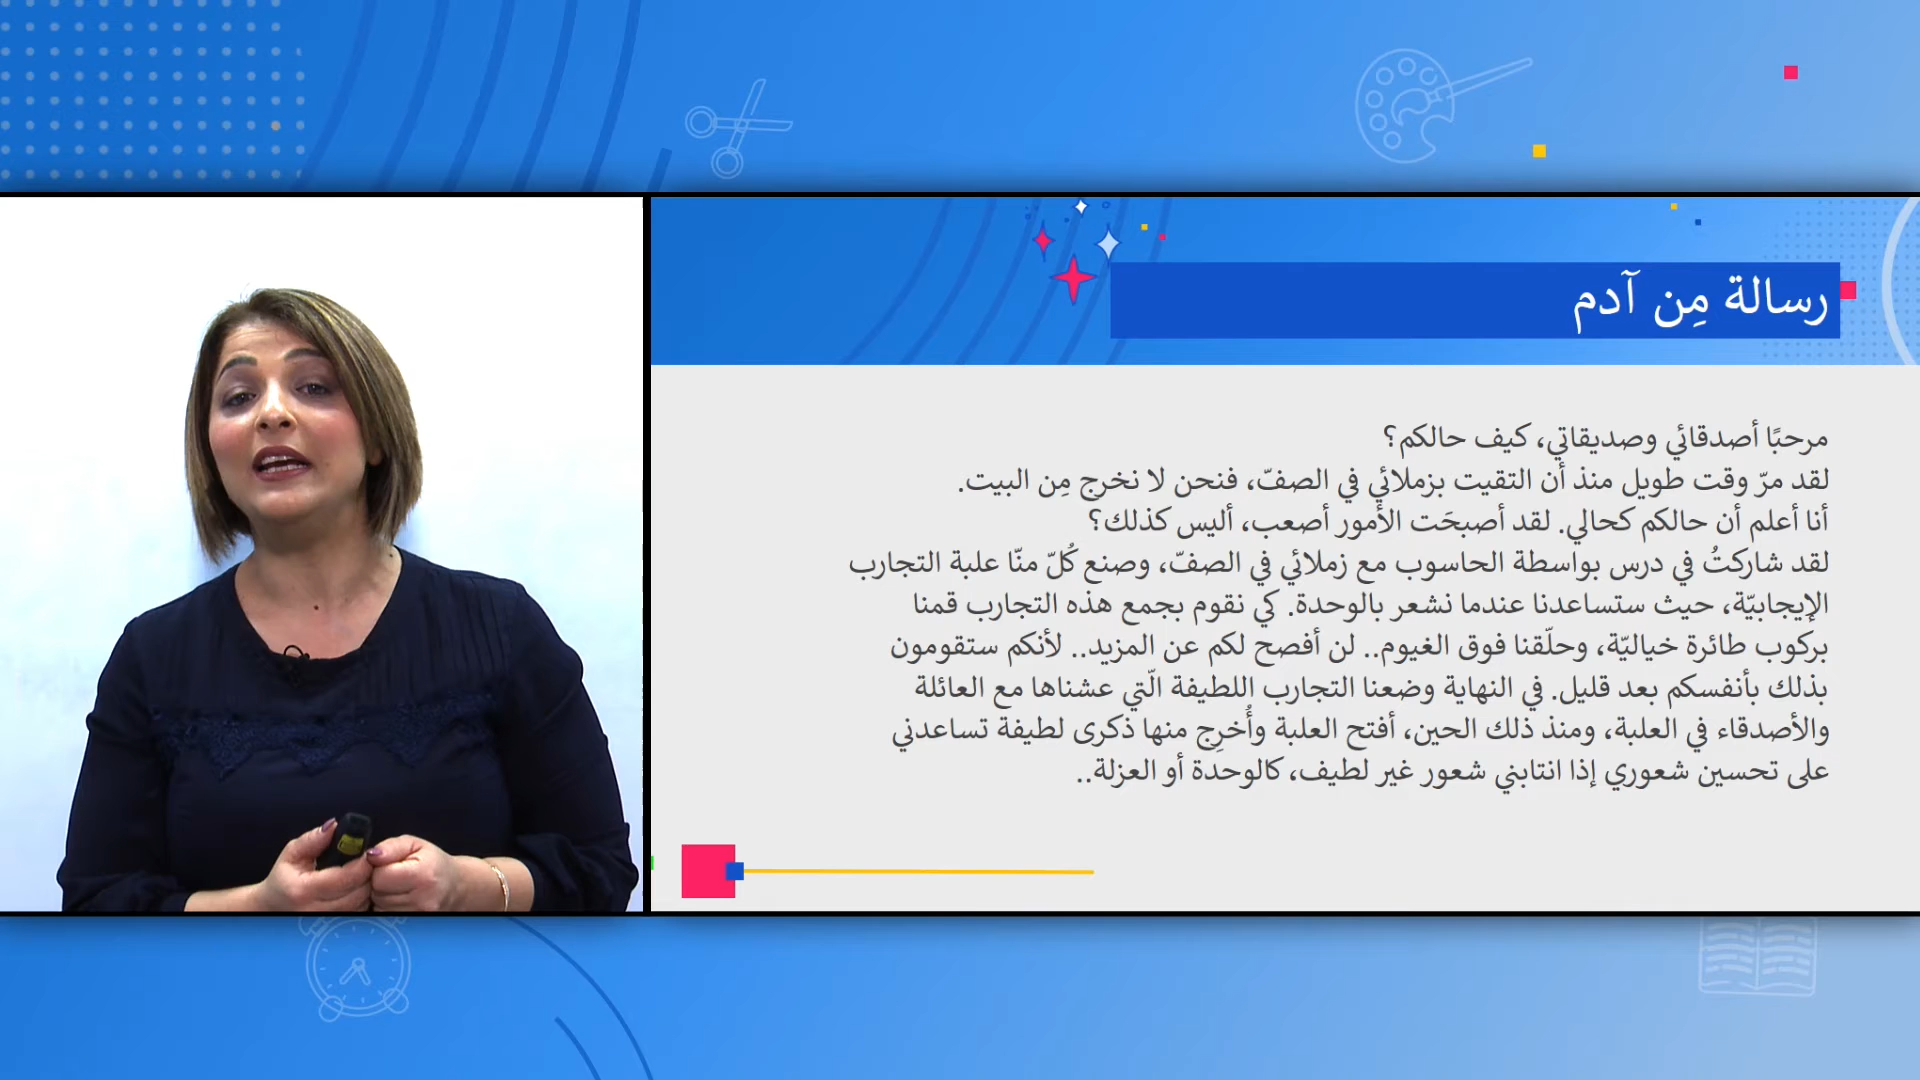 رسالة مِن آدم
مرحبًا أصدقائي وصديقاتي، كيف حالكم؟
لقد مرّ وقت طويل منذ أن التقيت بزملائي في الصفّ، فنحن لا نخرج مِن البيت.
أنا أعلم أن حالكم كحالي. لقد أصبحَت الأمور أصعب، أليس كذلك؟
لقد شاركتُ في درس بواسطة الحاسوب مع زملائي في الصفّ، وصنع كُلّ منّا علبة التجارب
الإيجابيّة، حيث ستساعدنا عندما نشعر بالوحدة. كي نقوم بجمع هذه التجارب قمنا
بركوب طائرة خياليّة، وحلّقنا فوق الغيوم.. لن أفصح لكم عن المزيد.. لأنكم ستقومون
بذلك بأنفسكم بعد قليل. في النهاية وضعنا التجارب اللطيفة الّتي عشناها مع العائلة
والأصدقاء في العلبة، ومنذ ذلك الحين، أفتح العلبة وأُخرِج منها ذكرى لطيفة تساعدني
على تحسين شعوري إذا انتابني شعور غير لطيف، كالوحدة أو العزلة..